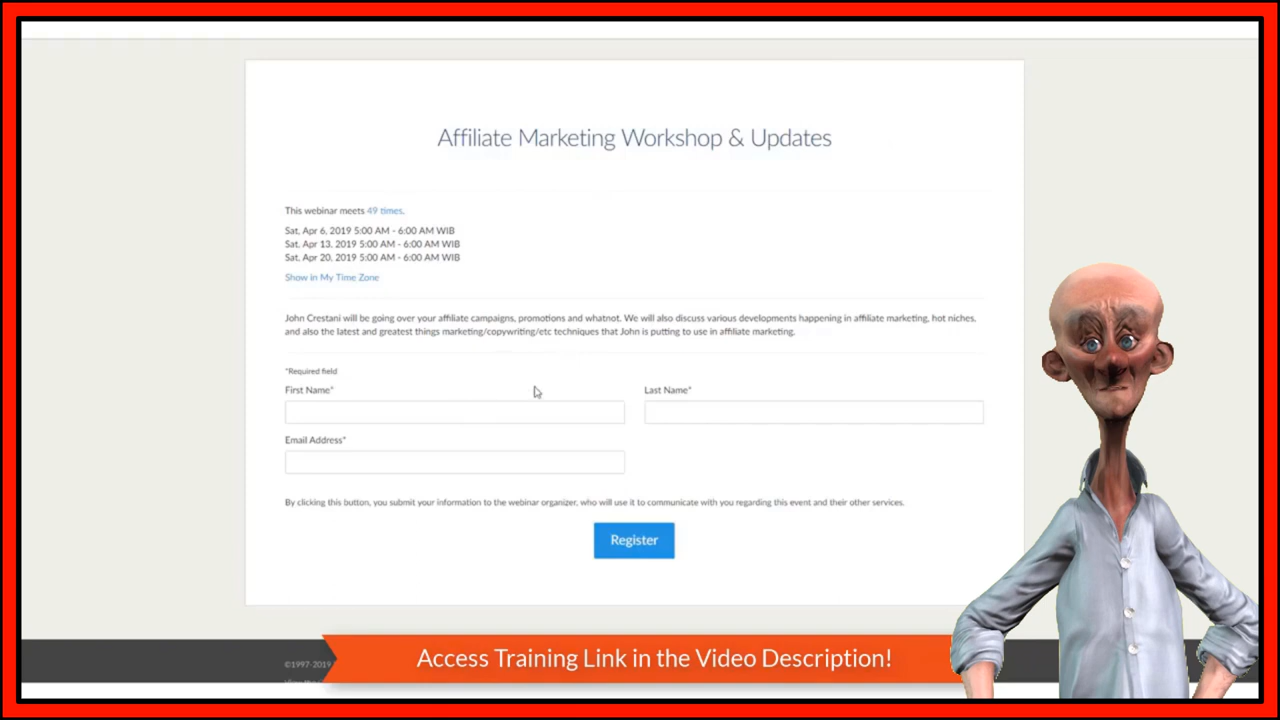 Affiliate Marketing Workshop & Updates
This webinar meets 49 times.
Sat, Apr 6, 2019 5:00 AM - 6:00 AM WIB
Sat, Apr 13, 2019 5:00 AM - 6:00 AM WIB
Sat, Apr 20, 2019 5:00 AM - 6:00 AM WIB
Show in My Time Zone
John Crestani will be going over your affiliate campaigns, promotions and whatnot. We will also discuss various developments happening in affiliate marketing, hot niches,
and also the latest and greatest things marketing/copywriting/etc techniques that John is putting to use in affiliate marketing.
*Required field
First Name*
Last Name*
Email Address*
By clicking this button, you submit your information to the webinar organizer, who will use it to communicate with you regarding this event and their other services.
Register
©1997-2019
Access Training Link in the Video Description!